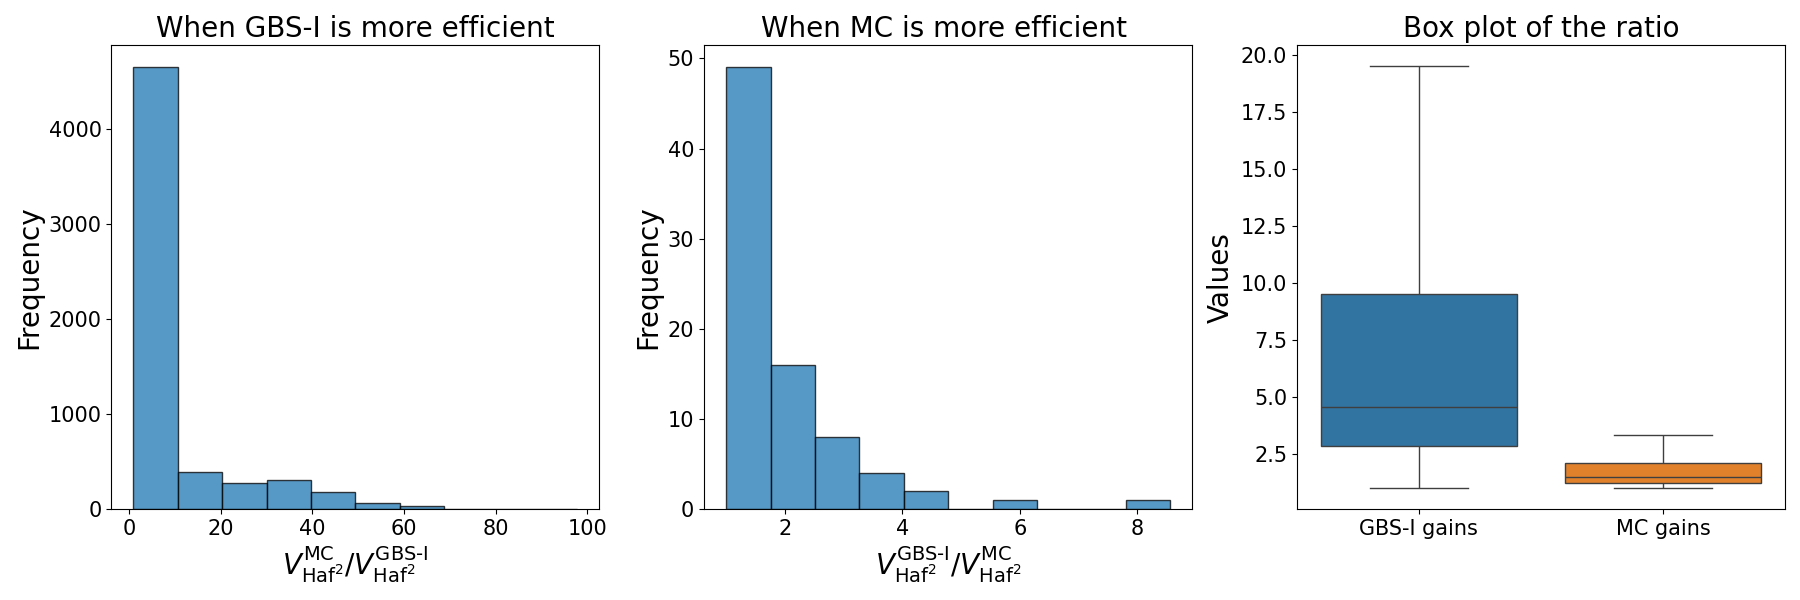 When GBS-I is more efficient
Frequency
4000
3000
2000
1000
0
0 20 40 60 80 100
V^MC_Haf² / V^GBS-I_Haf²
When MC is more efficient
Frequency
50
40
30
20
10
0
2 4 6 8
V^GBS-I_Haf² / V^MC_Haf²
Box plot of the ratio
Values
20.0
17.5
15.0
12.5
10.0
7.5
5.0
2.5
GBS-I gains MC gains